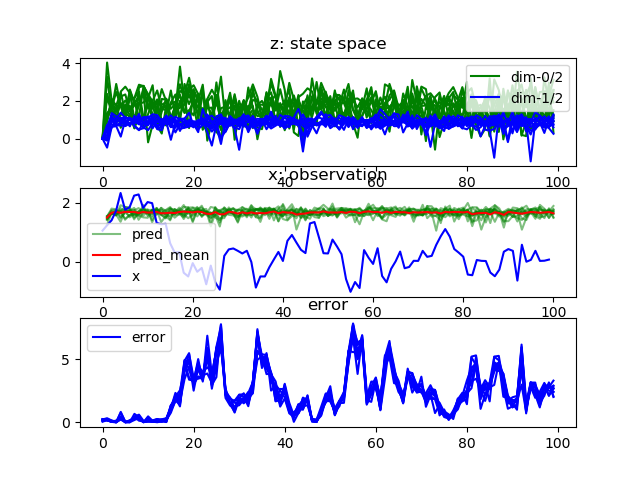 z: state space
4
2
0
dim-0/2
dim-1/2
0 20 40 60 80 100
x: observation
2
0
pred
pred_mean
x
0 20 40 60 80 100
error
5
0
error
0 20 40 60 80 100